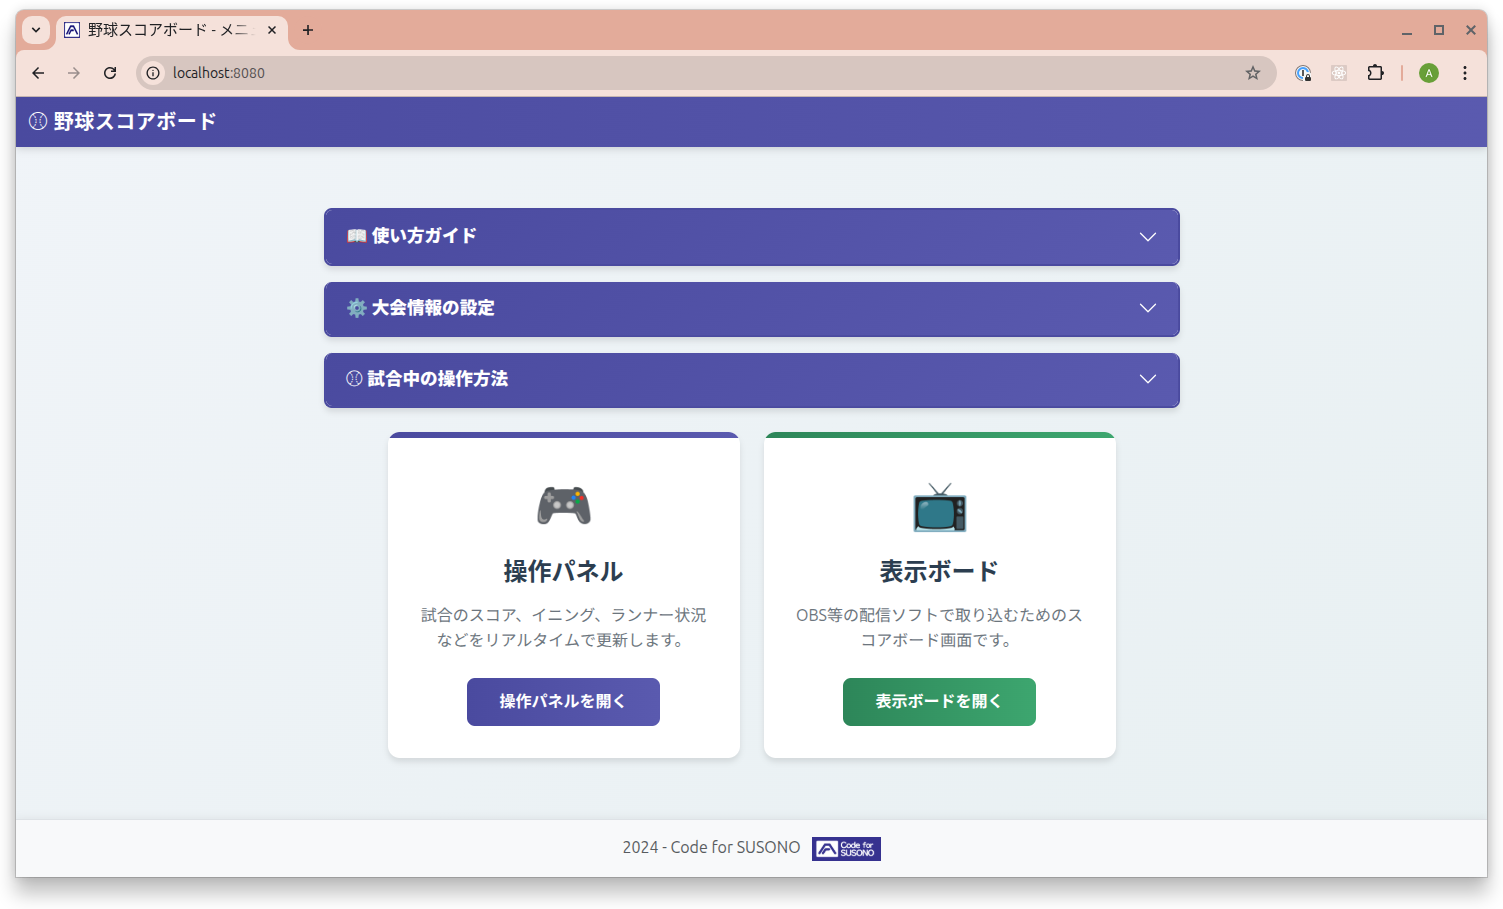 野球スコアボード - メニ
localhost:8080
A
野球スコアボード
使い方ガイド
大会情報の設定
試合中の操作方法
操作パネル
試合のスコア、イニング、ランナー状況
などをリアルタイムで更新します。
操作パネルを開く
表示ボード
OBS等の配信ソフトで取り込むためのス
コアボード画面です。
表示ボードを開く
2024 - Code for SUSONO
Code for
SUSONO